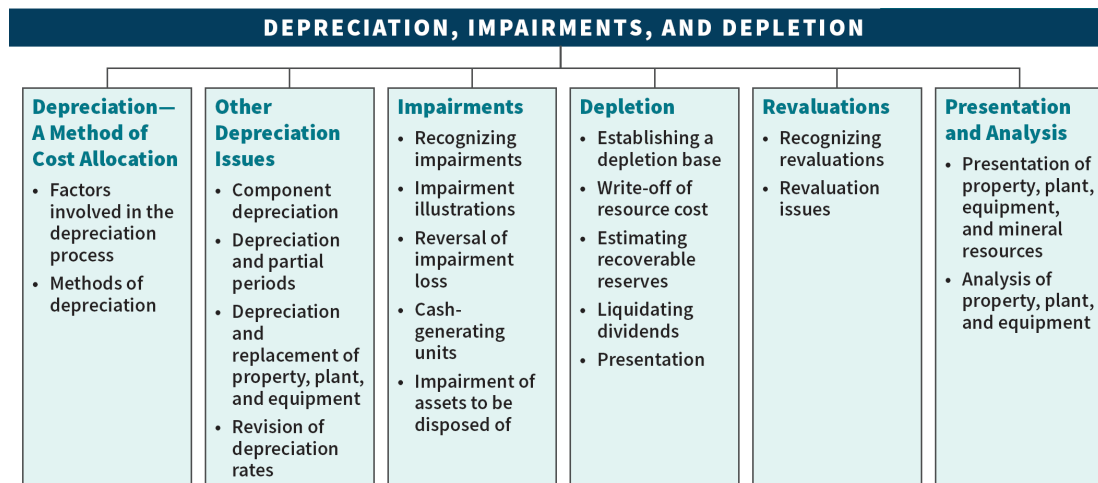 DEPRECIATION, IMPAIRMENTS, AND DEPLETION
Depreciation—
A Method of
Cost Allocation
• Factors
involved in the
depreciation
process
• Methods of
depreciation
Other
Depreciation
Issues
• Component
depreciation
• Depreciation
and partial
periods
• Depreciation
and
replacement of
property, plant,
and equipment
• Revision of
depreciation
rates
Impairments
• Recognizing
impairments
• Impairment
illustrations
• Reversal of
impairment
loss
• Cash-
generating
units
• Impairment of
assets to be
disposed of
Depletion
• Establishing a
depletion base
• Write-off of
resource cost
• Estimating
recoverable
reserves
• Liquidating
dividends
• Presentation
Revaluations
• Recognizing
revaluations
• Revaluation
issues
Presentation
and Analysis
• Presentation of
property, plant,
equipment,
and mineral
resources
• Analysis of
property, plant,
and equipment